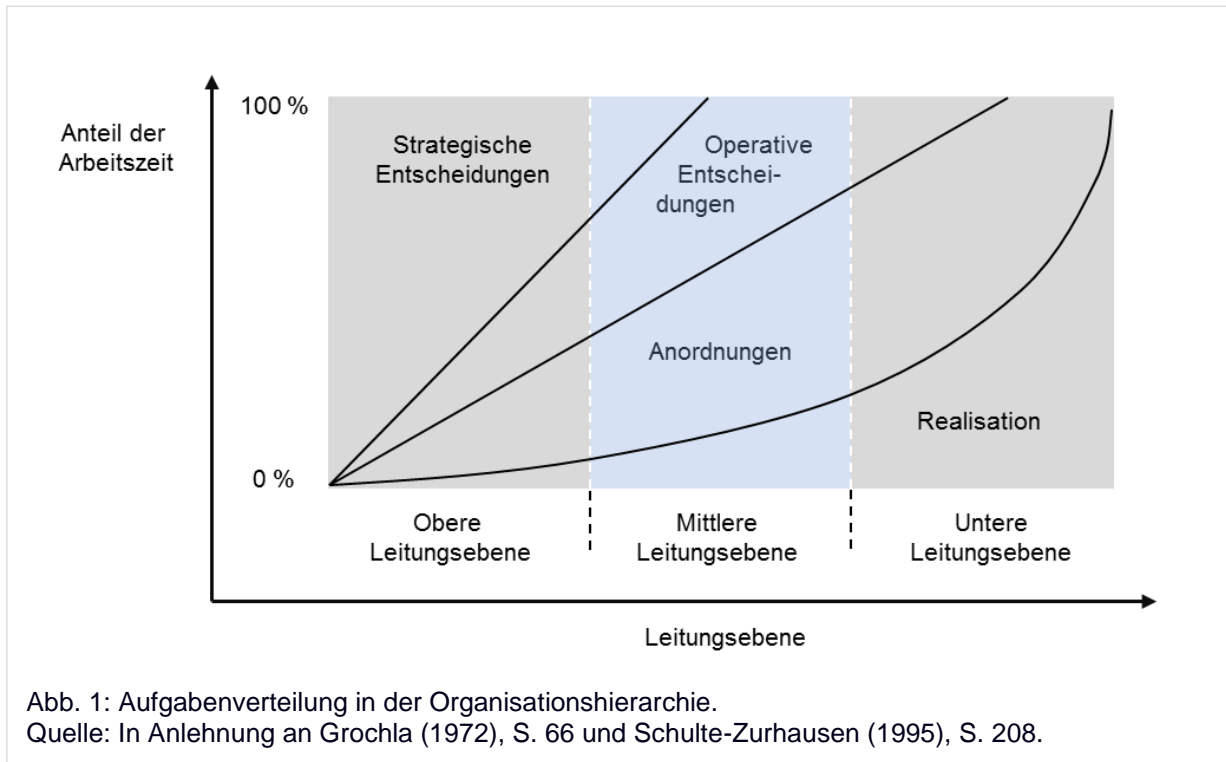 100 %
Anteil der
Arbeitszeit
Strategische
Entscheidungen
Operative
Entschei-
dungen
Anordnungen
Realisation
0 %
Obere
Leitungsebene
Mittlere
Leitungsebene
Untere
Leitungsebene
Leitungsebene
Abb. 1: Aufgabenverteilung in der Organisationshierarchie.
Quelle: In Anlehnung an Grochla (1972), S. 66 und Schulte-Zurhausen (1995), S. 208.